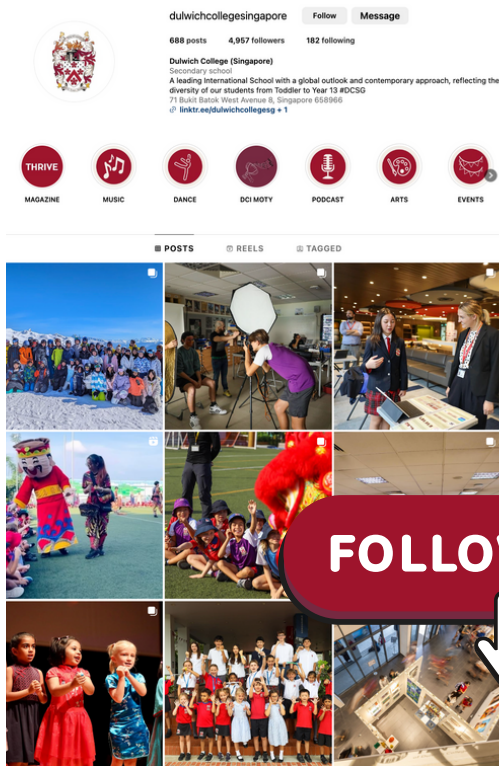 dulwichcollegesingapore Follow Message
688 posts 4,957 followers 182 following
Dulwich College (Singapore)
Secondary school
A leading International School with a global outlook and contemporary approach, reflecting the
diversity of our students from Toddler to Year 13 #DCSG
71 Bukit Batok West Avenue 8, Singapore 658966
linktr.ee/dulwichcollegesg + 1
THRIVE
MAGAZINE MUSIC DANCE DCI MOTY PODCAST ARTS EVENTS
POSTS REELS TAGGED
FOLLO